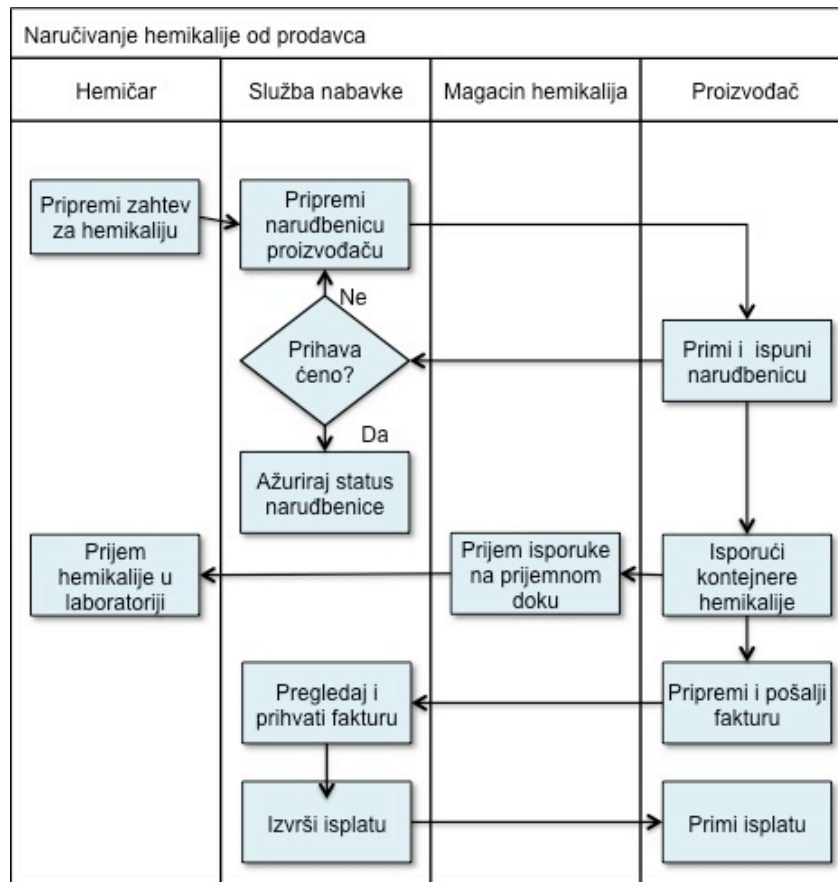 Naručivanje hemikalije od prodavca
Hemičar
Služba nabavke
Magacin hemikalija
Proizvođač
Pripremi zahtev
za hemikaliju
Pripremi
naruđbenicu
proizvođaču
Ne
Prihava
ćeno?
Primi i ispuni
naruđbenicu
Da
Ažuriraj status
naruđbenice
Prijem
hemikalije u
laboratoriji
Prijem isporuke
na prijemnom
doku
Isporući
kontejnere
hemikalije
Pregledaj i
prihvati fakturu
Pripremi i pošalji
fakturu
Izvrši isplatu
Primi isplatu